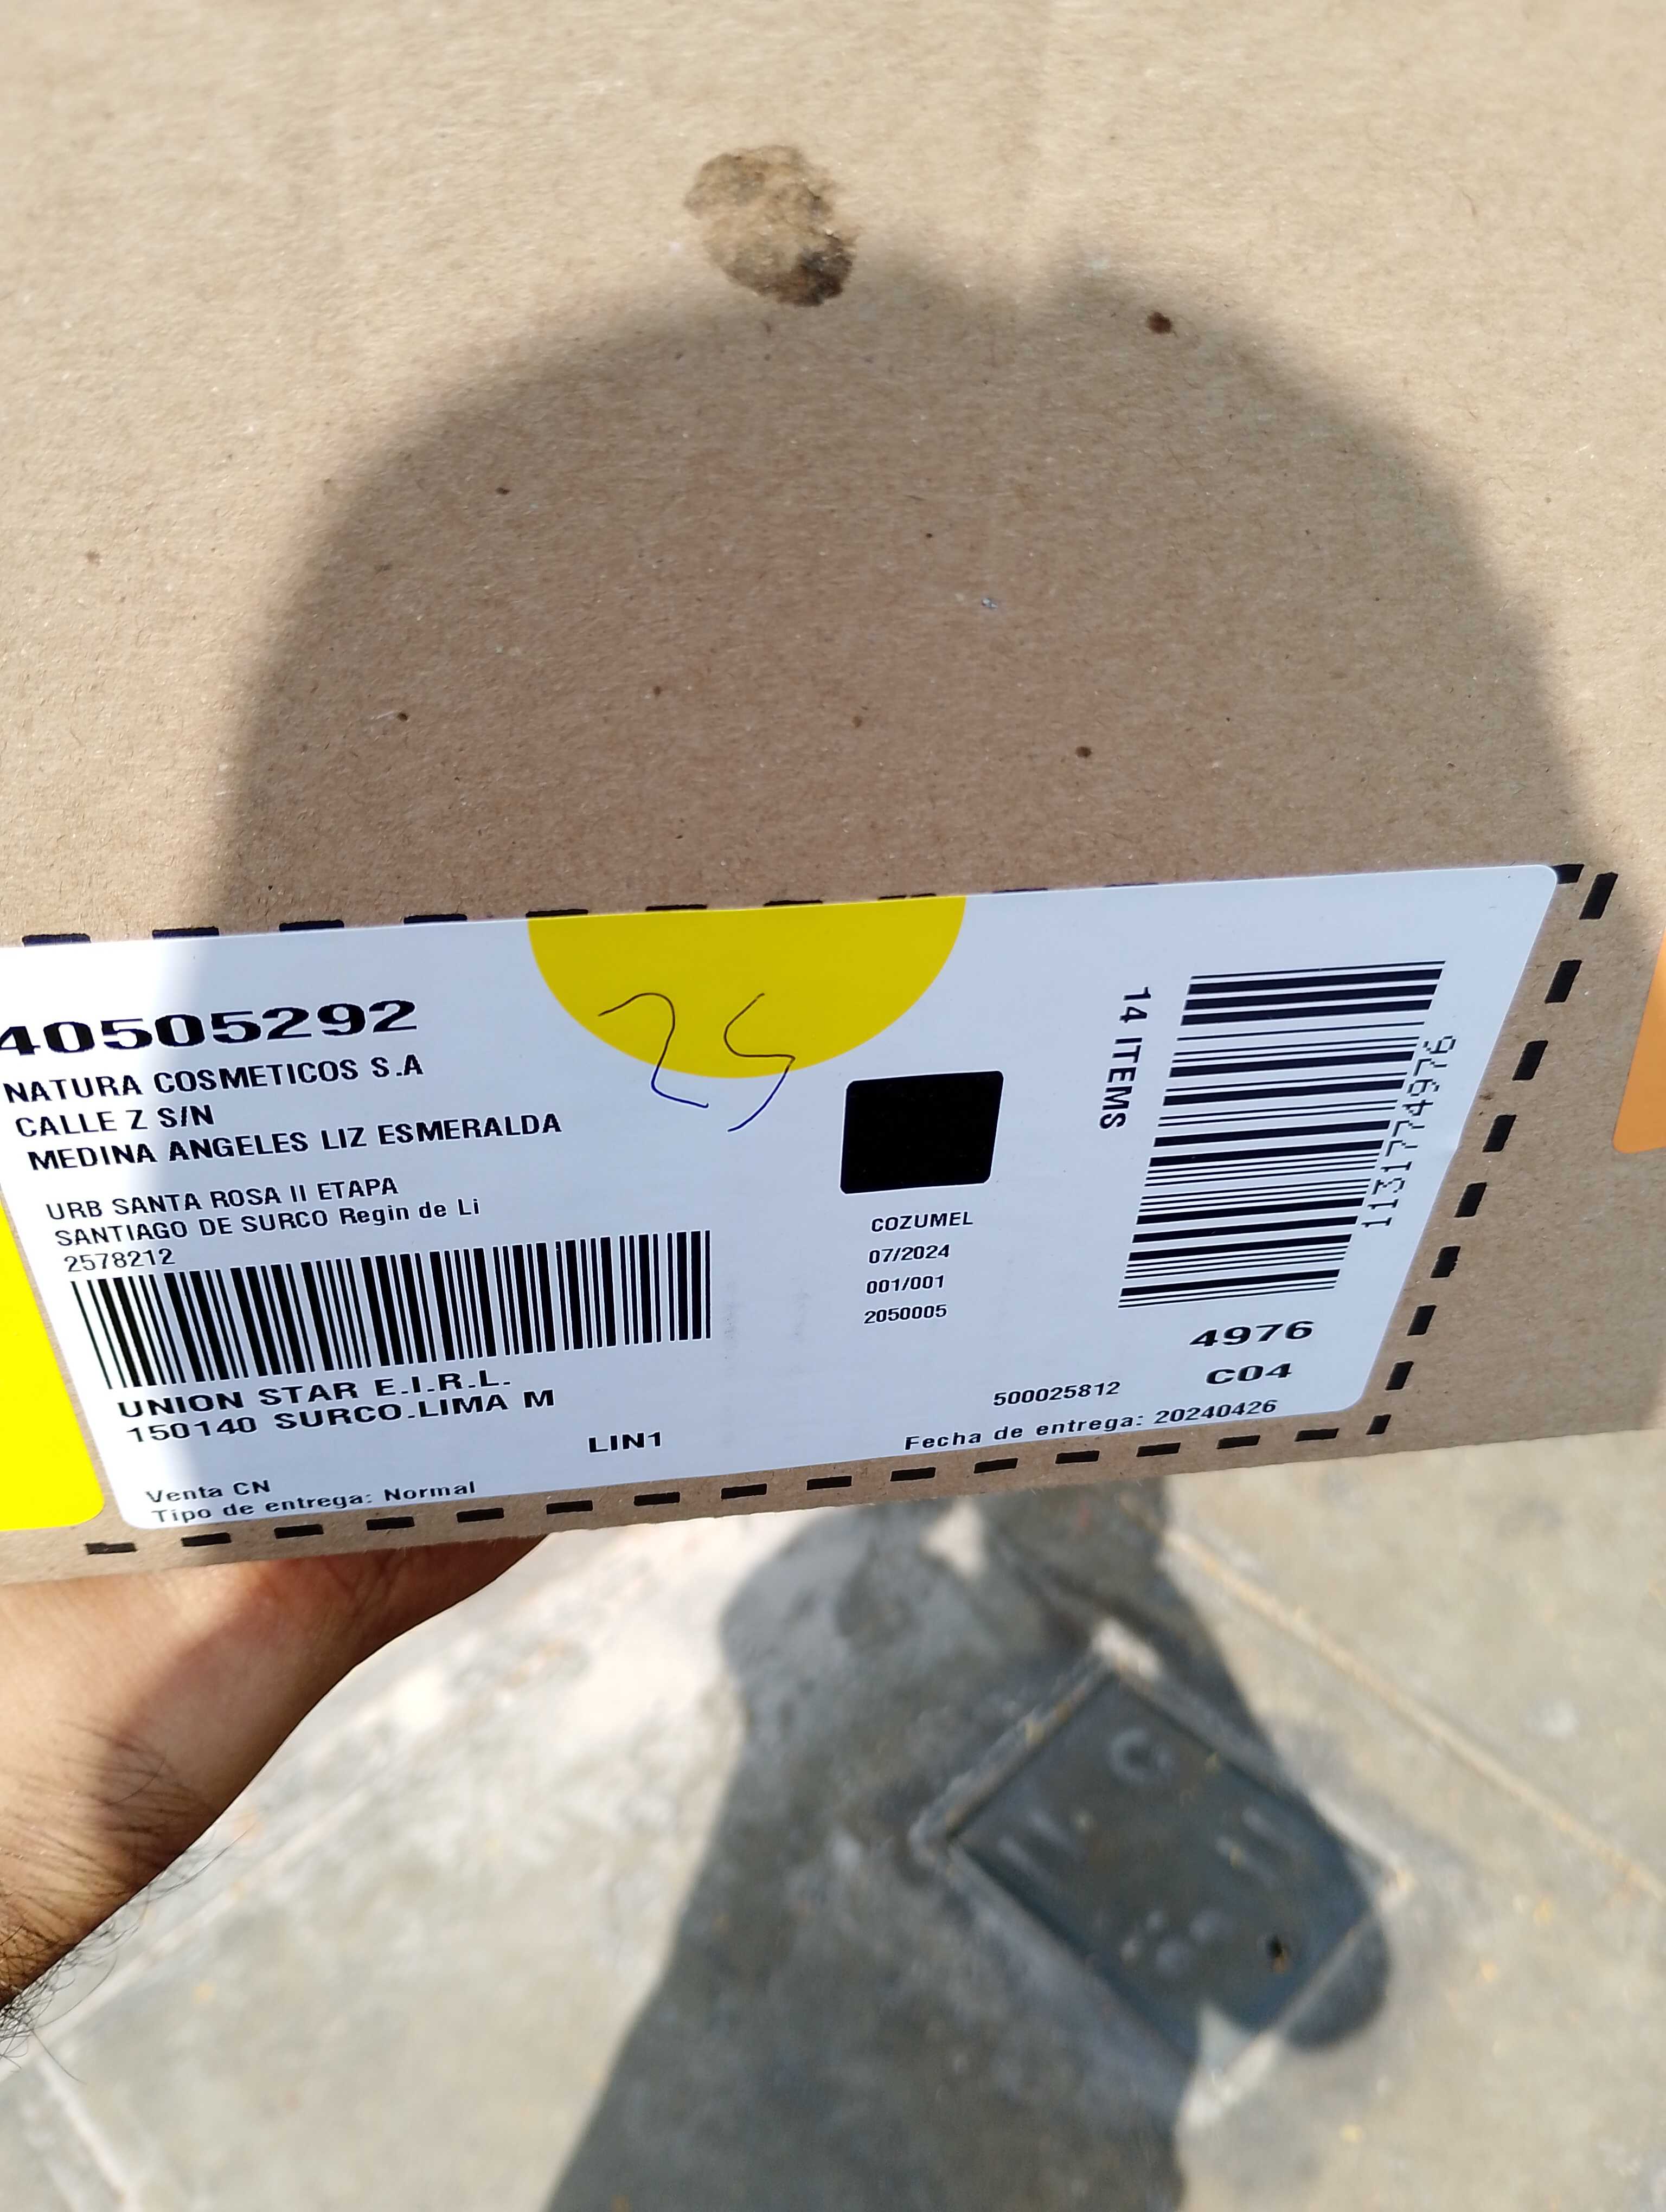 40505292
NATURA COSMETICOS S.A
CALLE Z S/N
MEDINA ANGELES LIZ ESMERALDA
URB SANTA ROSA II ETAPA
SANTIAGO DE SURCO Regin de Li
2578212
UNION STAR E.I.R.L.
150140 SURCO.LIMA M
LIN1
Venta CN
Tipo de entrega: Normal
25
COZUMEL
07/2024
001/001
2050005
14 ITEMS
1131774976
4976
C04
500025812
Fecha de entrega: 20240426